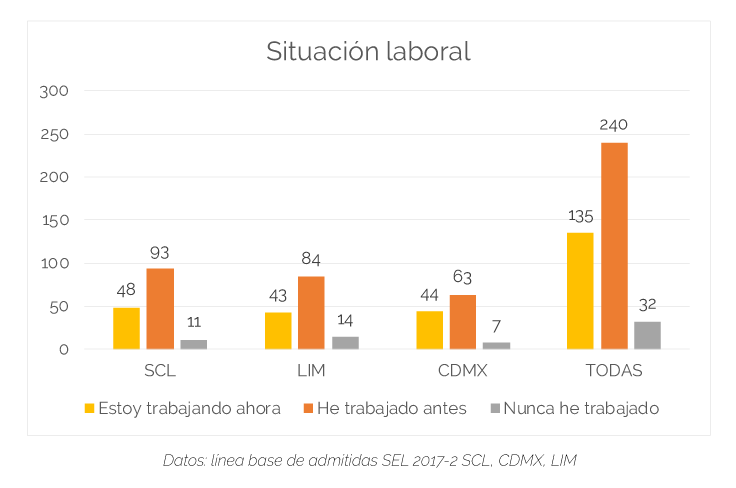 Situación laboral
300
250
200
150
100
50
0
48
93
11
43
84
14
44
63
7
135
240
32
SCL
LIM
CDMX
TODAS
Estoy trabajando ahora
He trabajado antes
Nunca he trabajado
Datos: línea base de admitidas SEL 2017-2 SCL, CDMX, LIM